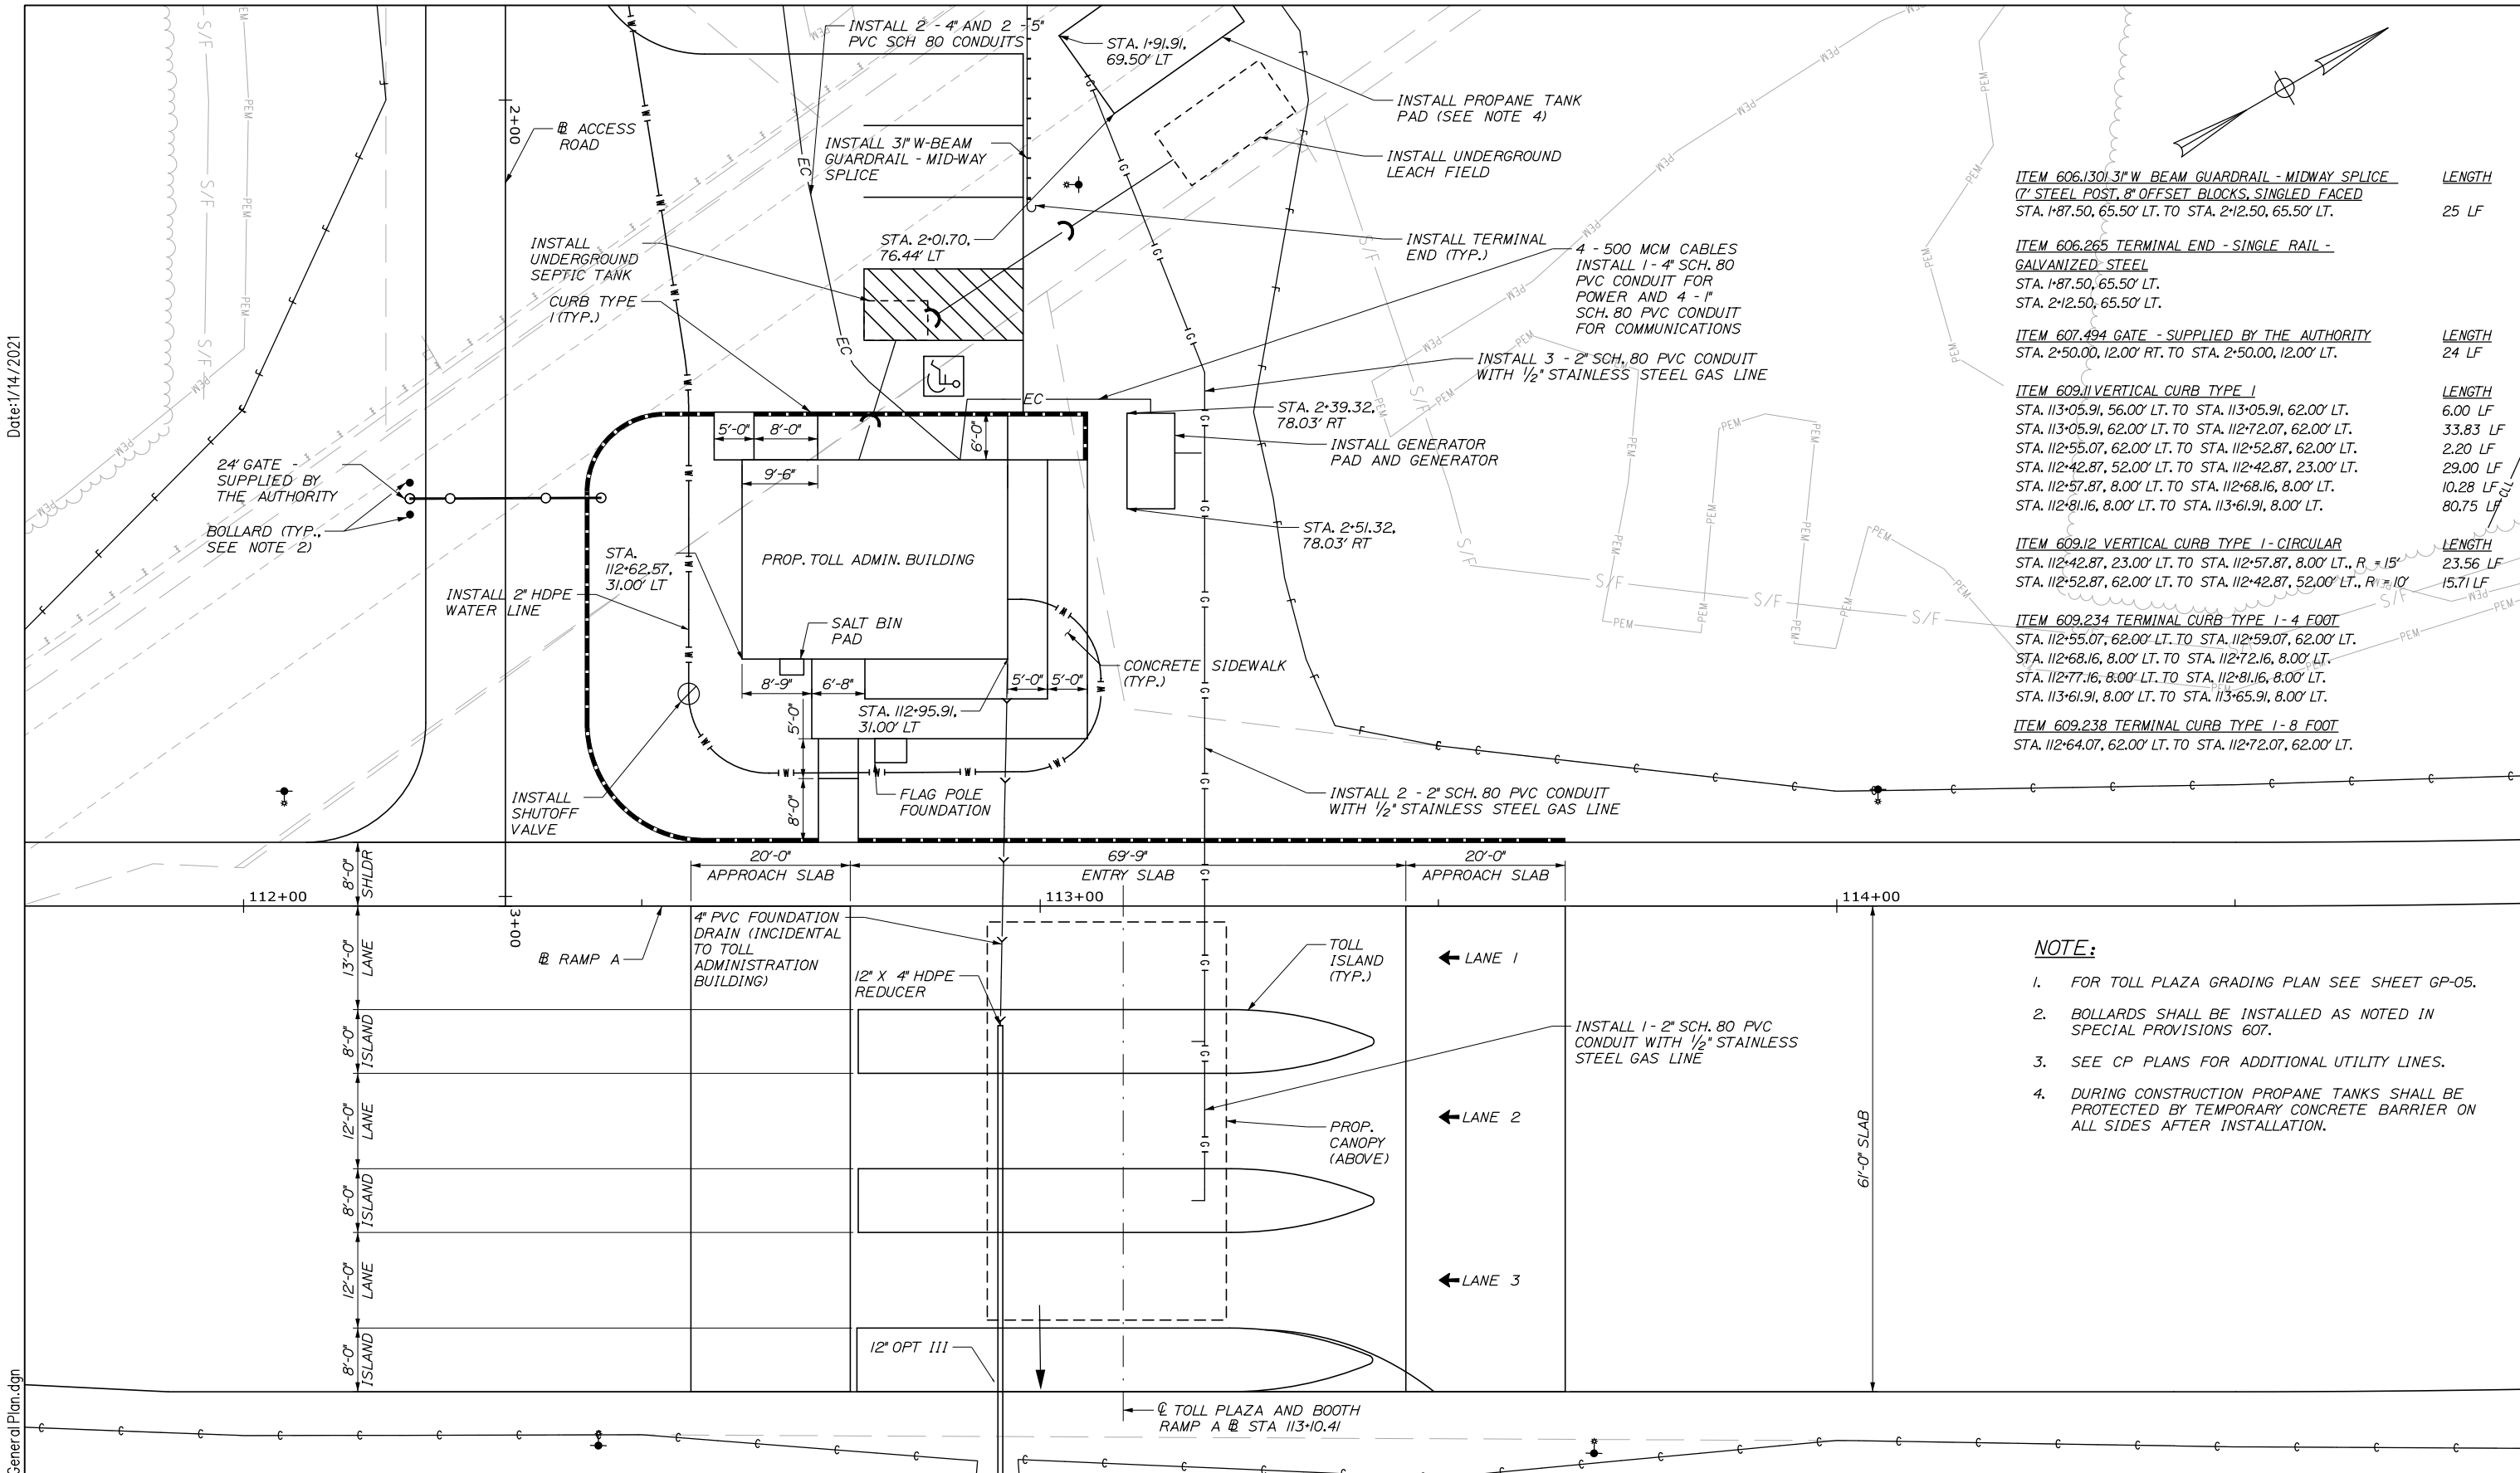 INSTALL 2 - 4" AND 2 - 5"
PVC SCH 80 CONDUITS
STA. 1+91.91,
69.50' LT
INSTALL PROPANE TANK
PAD (SEE NOTE 4)
2+00
ⴲ ACCESS
ROAD
INSTALL 31" W-BEAM
GUARDRAIL - MID-WAY
SPLICE
INSTALL UNDERGROUND
LEACH FIELD
INSTALL
UNDERGROUND
SEPTIC TANK
STA. 2+01.70,
76.44' LT
INSTALL TERMINAL
END (TYP.)
4 - 500 MCM CABLES
INSTALL 1 - 4" SCH. 80
PVC CONDUIT FOR
POWER AND 4 - 1"
SCH. 80 PVC CONDUIT
FOR COMMUNICATIONS
CURB TYPE
1 (TYP.)
INSTALL 3 - 2" SCH. 80 PVC CONDUIT
WITH 1/2" STAINLESS STEEL GAS LINE
EC
EC
EC
STA. 2+39.32,
78.03' RT
INSTALL GENERATOR
PAD AND GENERATOR
5'-0"
8'-0"
6'-0"
9'-6"
24' GATE -
SUPPLIED BY
THE AUTHORITY
BOLLARD (TYP.,
SEE NOTE 2)
STA. 2+51.32,
78.03' RT
STA.
112+62.57,
31.00' LT
PROP. TOLL ADMIN. BUILDING
INSTALL 2" HDPE
WATER LINE
SALT BIN
PAD
CONCRETE SIDEWALK
(TYP.)
8'-9"
6'-8"
5'-0"
5'-0"
5'-0"
STA. 112+95.91,
31.00' LT
INSTALL
SHUTOFF
VALVE
8'-0"
FLAG POLE
FOUNDATION
INSTALL 2 - 2" SCH. 80 PVC CONDUIT
WITH 1/2" STAINLESS STEEL GAS LINE
8'-0"
SHLDR
20'-0"
APPROACH SLAB
69'-9"
ENTRY SLAB
20'-0"
APPROACH SLAB
112+00
3+00
113+00
114+00
13'-0"
LANE
ⴲ RAMP A
4" PVC FOUNDATION
DRAIN (INCIDENTAL
TO TOLL
ADMINISTRATION
BUILDING)
12" X 4" HDPE
REDUCER
TOLL
ISLAND
(TYP.)
LANE 1
8'-0"
ISLAND
INSTALL 1 - 2" SCH. 80 PVC
CONDUIT WITH 1/2" STAINLESS
STEEL GAS LINE
12'-0"
LANE
PROP.
CANOPY
(ABOVE)
LANE 2
61'-0" SLAB
8'-0"
ISLAND
12'-0"
LANE
LANE 3
8'-0"
ISLAND
12" OPT III
℄ TOLL PLAZA AND BOOTH
RAMP A ⴲ STA 113+10.41
ITEM 606.1301 31" W BEAM GUARDRAIL - MIDWAY SPLICE LENGTH
(7' STEEL POST, 8" OFFSET BLOCKS, SINGLED FACED
STA. 1+87.50, 65.50' LT. TO STA. 2+12.50, 65.50' LT. 25 LF
ITEM 606.265 TERMINAL END - SINGLE RAIL -
GALVANIZED STEEL
STA. 1+87.50, 65.50' LT.
STA. 2+12.50, 65.50' LT.
ITEM 607.494 GATE - SUPPLIED BY THE AUTHORITY LENGTH
STA. 2+50.00, 12.00' RT. TO STA. 2+50.00, 12.00' LT. 24 LF
ITEM 609.11 VERTICAL CURB TYPE 1 LENGTH
STA. 113+05.91, 56.00' LT. TO STA. 113+05.91, 62.00' LT. 6.00 LF
STA. 113+05.91, 62.00' LT. TO STA. 112+72.07, 62.00' LT. 33.83 LF
STA. 112+55.07, 62.00' LT. TO STA. 112+52.87, 62.00' LT. 2.20 LF
STA. 112+42.87, 52.00' LT. TO STA. 112+42.87, 23.00' LT. 29.00 LF
STA. 112+57.87, 8.00' LT. TO STA. 112+68.16, 8.00' LT. 10.28 LF
STA. 112+81.16, 8.00' LT. TO STA. 113+61.91, 8.00' LT. 80.75 LF
ITEM 609.12 VERTICAL CURB TYPE 1 - CIRCULAR LENGTH
STA. 112+42.87, 23.00' LT. TO STA. 112+57.87, 8.00' LT., R = 15' 23.56 LF
STA. 112+52.87, 62.00' LT. TO STA. 112+42.87, 52.00' LT., R = 10' 15.71 LF
ITEM 609.234 TERMINAL CURB TYPE 1 - 4 FOOT
STA. 112+55.07, 62.00' LT. TO STA. 112+59.07, 62.00' LT.
STA. 112+68.16, 8.00' LT. TO STA. 112+72.16, 8.00' LT.
STA. 112+77.16, 8.00' LT. TO STA. 112+81.16, 8.00' LT.
STA. 113+61.91, 8.00' LT. TO STA. 113+65.91, 8.00' LT.
ITEM 609.238 TERMINAL CURB TYPE 1 - 8 FOOT
STA. 112+64.07, 62.00' LT. TO STA. 112+72.07, 62.00' LT.
NOTE:
1. FOR TOLL PLAZA GRADING PLAN SEE SHEET GP-05.
2. BOLLARDS SHALL BE INSTALLED AS NOTED IN
SPECIAL PROVISIONS 607.
3. SEE CP PLANS FOR ADDITIONAL UTILITY LINES.
4. DURING CONSTRUCTION PROPANE TANKS SHALL BE
PROTECTED BY TEMPORARY CONCRETE BARRIER ON
ALL SIDES AFTER INSTALLATION.
Date:1/14/2021
General Plan.dgn